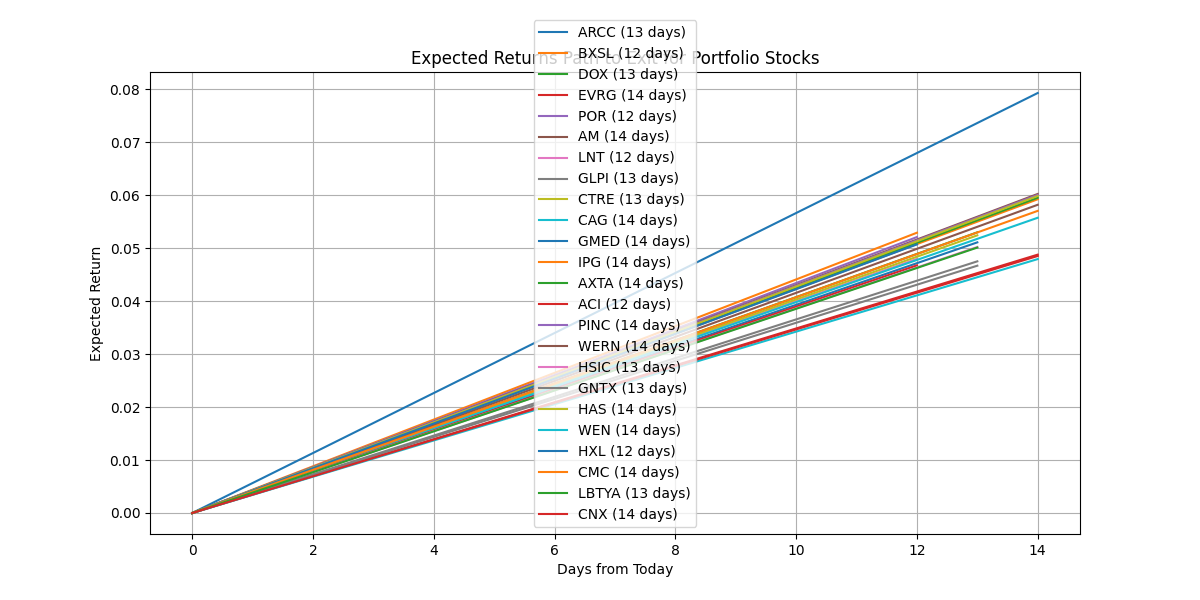 Expected Returns Path to Exit for Portfolio Stocks
ARCC (13 days)
BXSL (12 days)
DOX (13 days)
EVRG (14 days)
POR (12 days)
AM (14 days)
LNT (12 days)
GLPI (13 days)
CTRE (13 days)
CAG (14 days)
GMED (14 days)
IPG (14 days)
AXTA (14 days)
ACI (12 days)
PINC (14 days)
WERN (14 days)
HSIC (13 days)
GNTX (13 days)
HAS (14 days)
WEN (14 days)
HXL (12 days)
CMC (14 days)
LBTYA (13 days)
CNX (14 days)
Expected Return
0.08
0.07
0.06
0.05
0.04
0.03
0.02
0.01
0.00
0 2 4 6 8 10 12 14
Days from Today